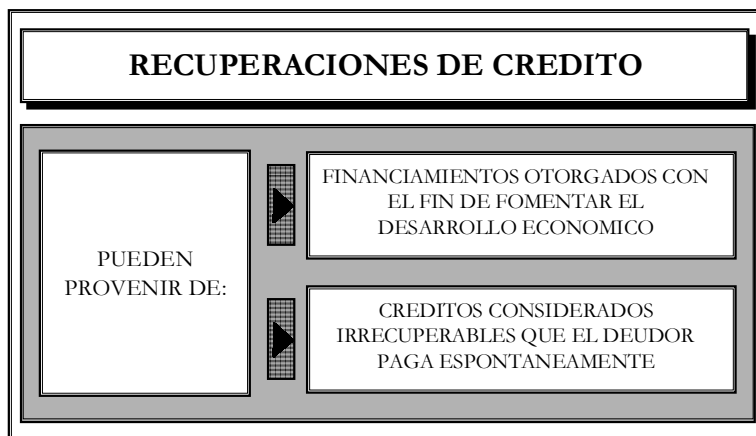 RECUPERACIONES DE CREDITO
PUEDEN
PROVENIR DE:
FINANCIAMIENTOS OTORGADOS CON
EL FIN DE FOMENTAR EL
DESARROLLO ECONOMICO
CREDITOS CONSIDERADOS
IRRECUPERABLES QUE EL DEUDOR
PAGA ESPONTANEAMENTE